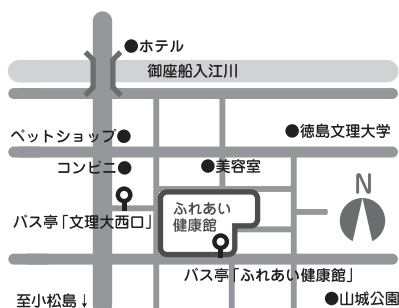 ●ホテル
御座船入江川
ペットショップ●
●徳島文理大学
コンビニ●
●美容室
N
バス亭「文理大西口」
ふれあい
健康館
バス亭「ふれあい健康館」
至小松島↓
●山城公園